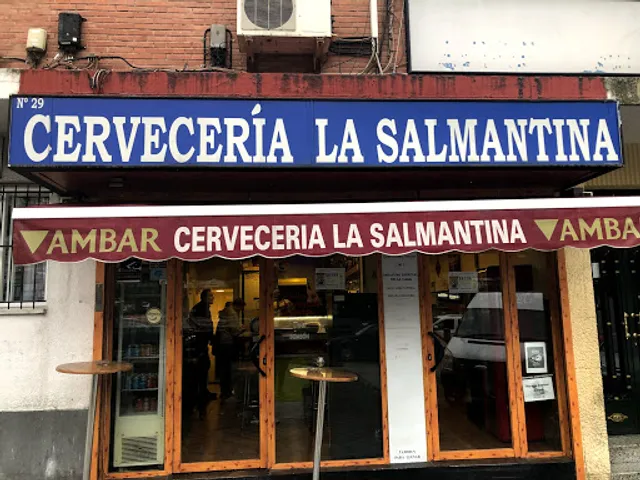 Nº 29
CERVECERÍA LA SALMANTINA
AMBAR CERVECERIA LA SALMANTINA AMBA